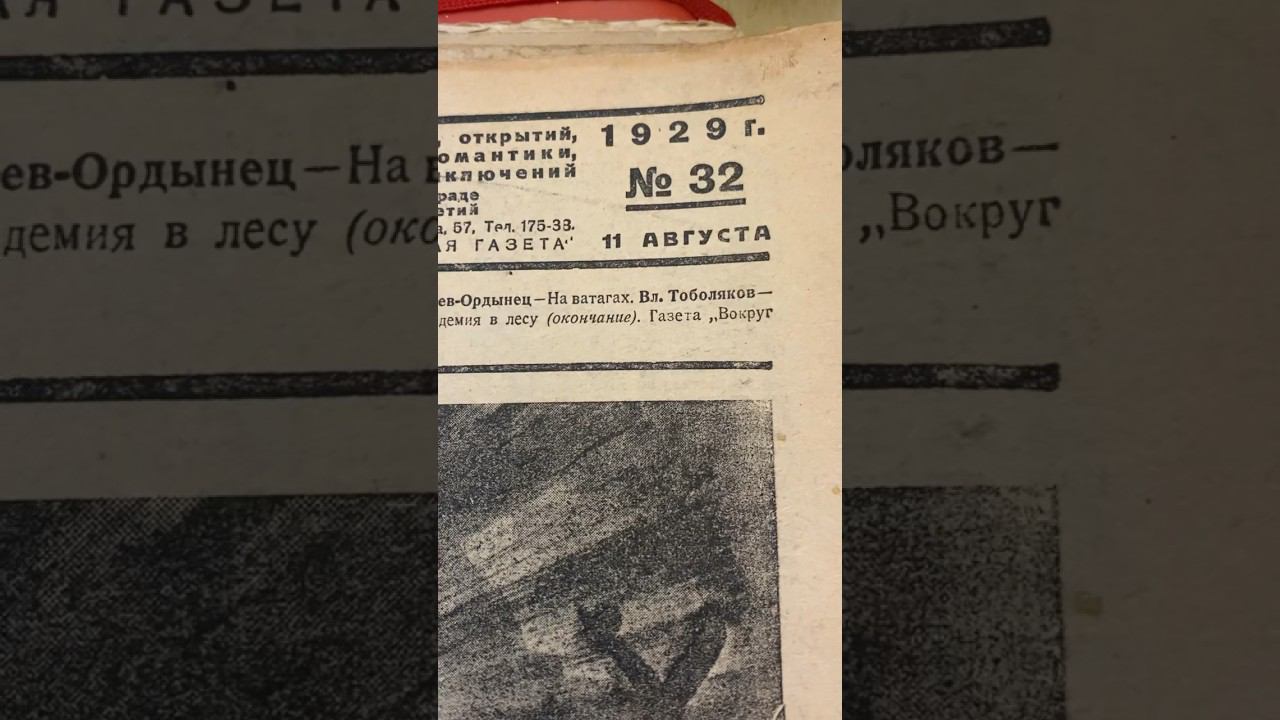 , открытий,
омантики,
иключений
раде
етий
а, 57, Тел. 175-38.
АЯ ГАЗЕТА"
1929 г.
№ 32
11 АВГУСТА
ев-Ордынец—На ватагах. Вл. Тоболяков—
демия в лесу (окончание). Газета „Вокруг